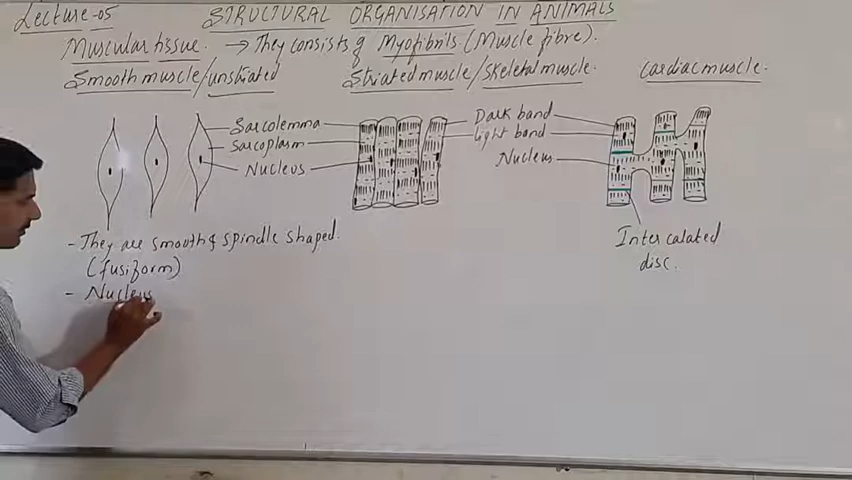 Lecture-05
STRUCTURAL ORGANISATION IN ANIMALS
Muscular tissue. → They consists of Myofibrils (Muscle fibre).
Smooth muscle/unstriated
Striated muscle/skeletal muscle.
Cardiac muscle.
Sarcolemma
Sarcoplasm
Nucleus
Dark band
light band
Nucleus
Inter calated
disc.
- They are smooth & spindle shaped.
(fusiform)
- Nucleus